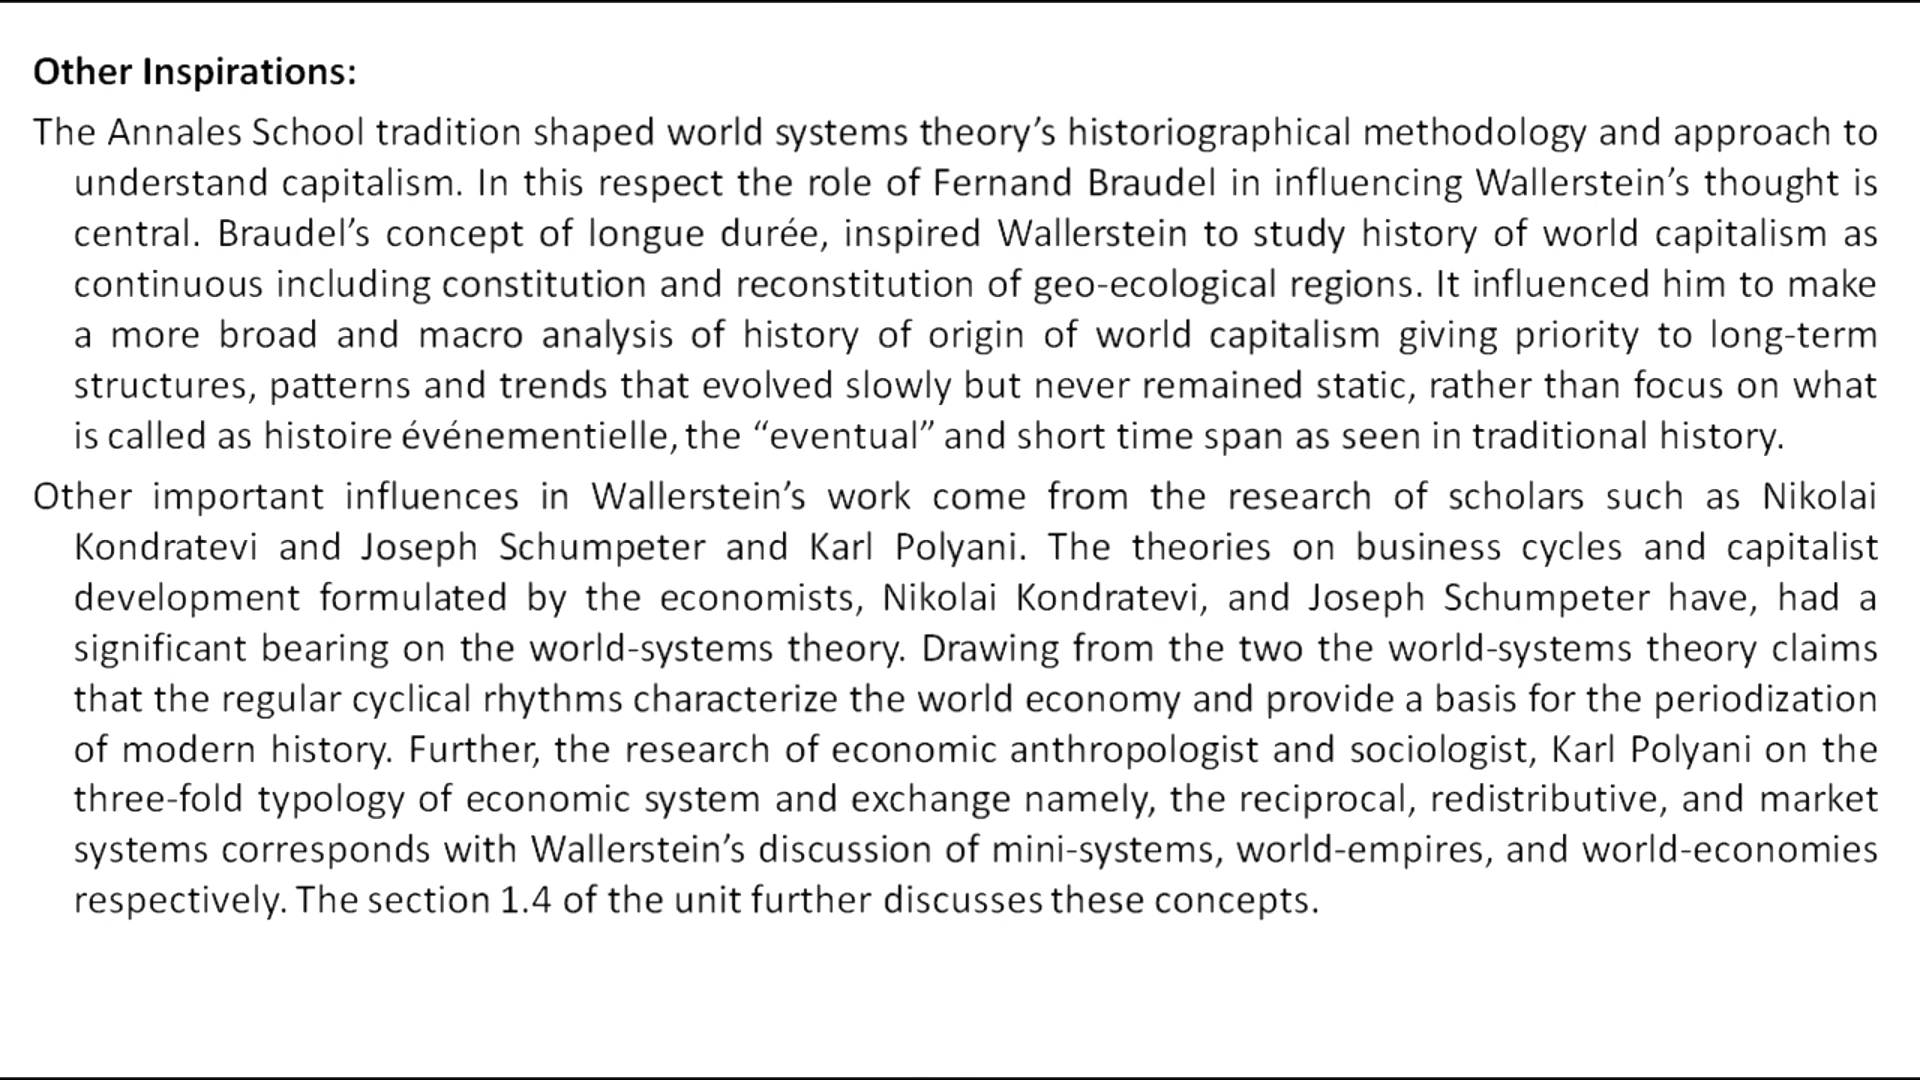 Other Inspirations:
The Annales School tradition shaped world systems theory’s historiographical methodology and approach to
understand capitalism. In this respect the role of Fernand Braudel in influencing Wallerstein’s thought is
central. Braudel’s concept of longue durée, inspired Wallerstein to study history of world capitalism as
continuous including constitution and reconstitution of geo-ecological regions. It influenced him to make
a more broad and macro analysis of history of origin of world capitalism giving priority to long-term
structures, patterns and trends that evolved slowly but never remained static, rather than focus on what
is called as histoire événementielle, the “eventual” and short time span as seen in traditional history.
Other important influences in Wallerstein’s work come from the research of scholars such as Nikolai
Kondratevi and Joseph Schumpeter and Karl Polyani. The theories on business cycles and capitalist
development formulated by the economists, Nikolai Kondratevi, and Joseph Schumpeter have, had a
significant bearing on the world-systems theory. Drawing from the two the world-systems theory claims
that the regular cyclical rhythms characterize the world economy and provide a basis for the periodization
of modern history. Further, the research of economic anthropologist and sociologist, Karl Polyani on the
three-fold typology of economic system and exchange namely, the reciprocal, redistributive, and market
systems corresponds with Wallerstein’s discussion of mini-systems, world-empires, and world-economies
respectively. The section 1.4 of the unit further discusses these concepts.